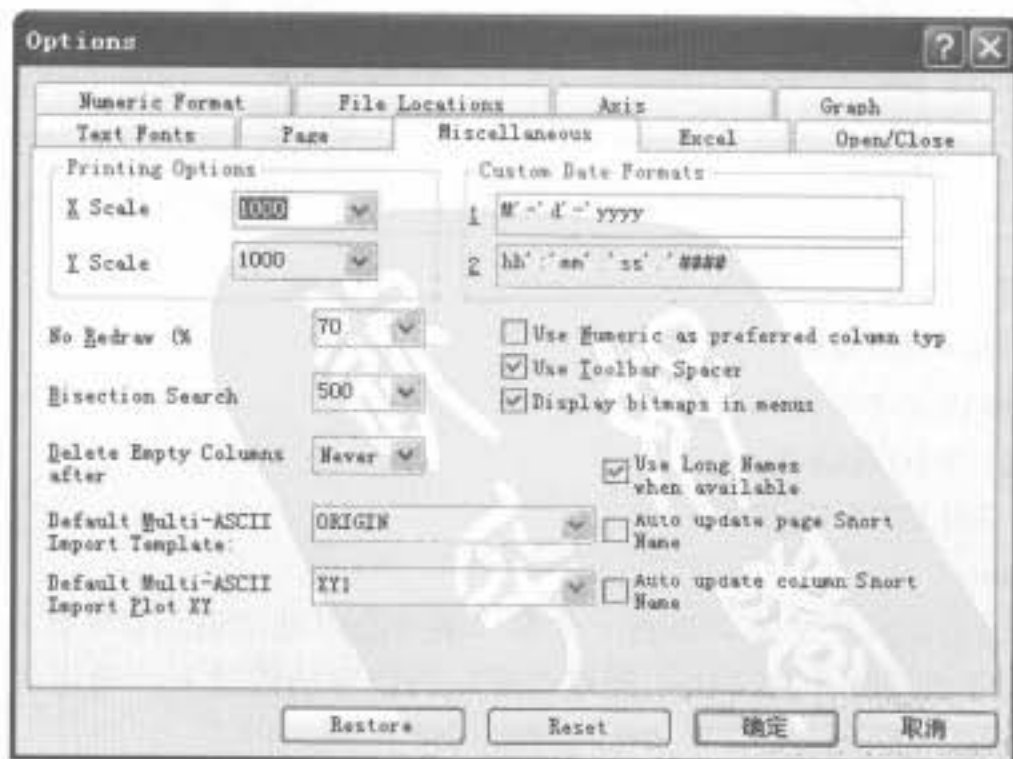 Options
Numeric Format File Locations Axis Graph
Text Fonts Page Miscellaneous Excel Open/Close
Printing Options
X Scale 1000
Y Scale 1000
Custom Date Formats
1 M'-'d'-'yyyy
2 hh':'mm' 'ss'.'####
No Redraw (% 70
Bisection Search 500
Delete Empty Columns
after Never
Default Multi-ASCII
Import Template: ORIGIN
Default Multi-ASCII
Import Plot XY XY1
Use Numeric as preferred column typ
Use Toolbar Spacer
Display bitmaps in menus
Use Long Names
when available
Auto update page Short
Name
Auto update column Short
Name
Restore Reset 确定 取消